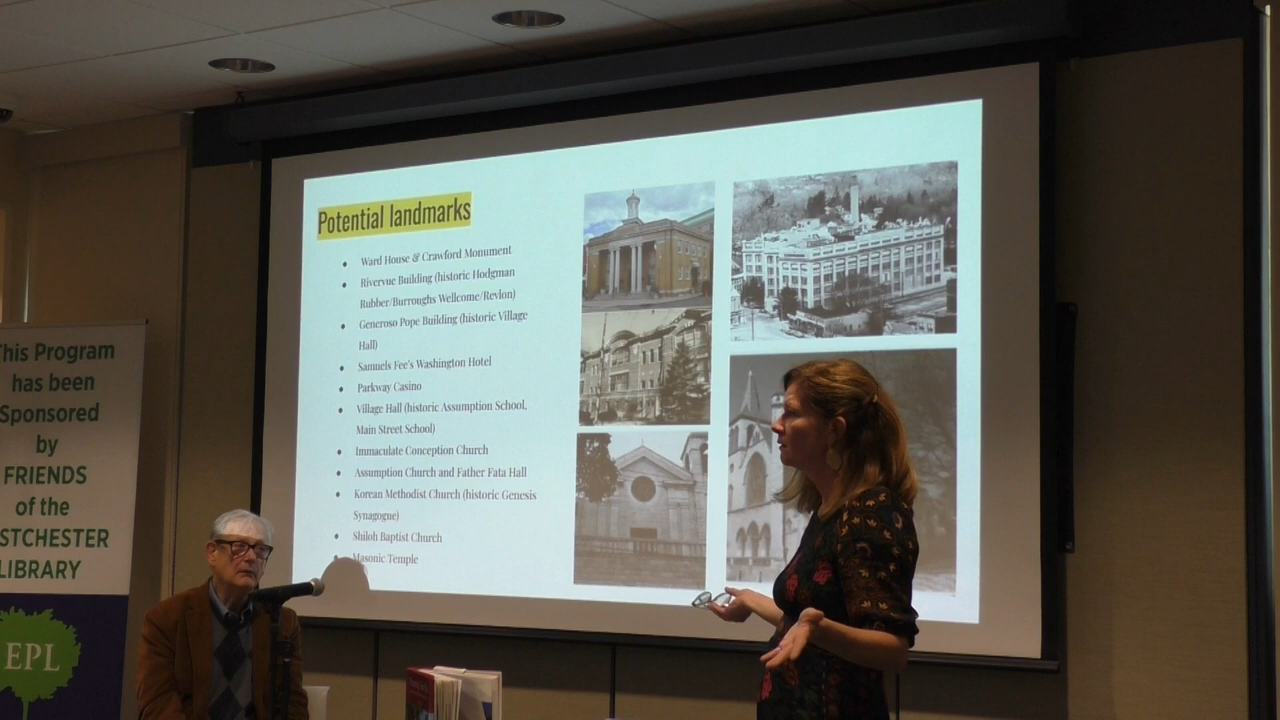 This Program
has been
Sponsored
by
FRIENDS
of the
STCHESTER
LIBRARY
EPL
Potential landmarks
Ward House & Crawford Monument
Rivervue Building (historic Hodgman
Rubber/Burroughs Wellcome/Revlon)
Generoso Pope Building (historic Village
Hall)
Samuels Fee's Washington Hotel
Parkway Casino
Village Hall (historic Assumption School,
Main Street School)
Immaculate Conception Church
Assumption Church and Father Fata Hall
Korean Methodist Church (historic Genesis
Synagogue)
Shiloh Baptist Church
Masonic Temple